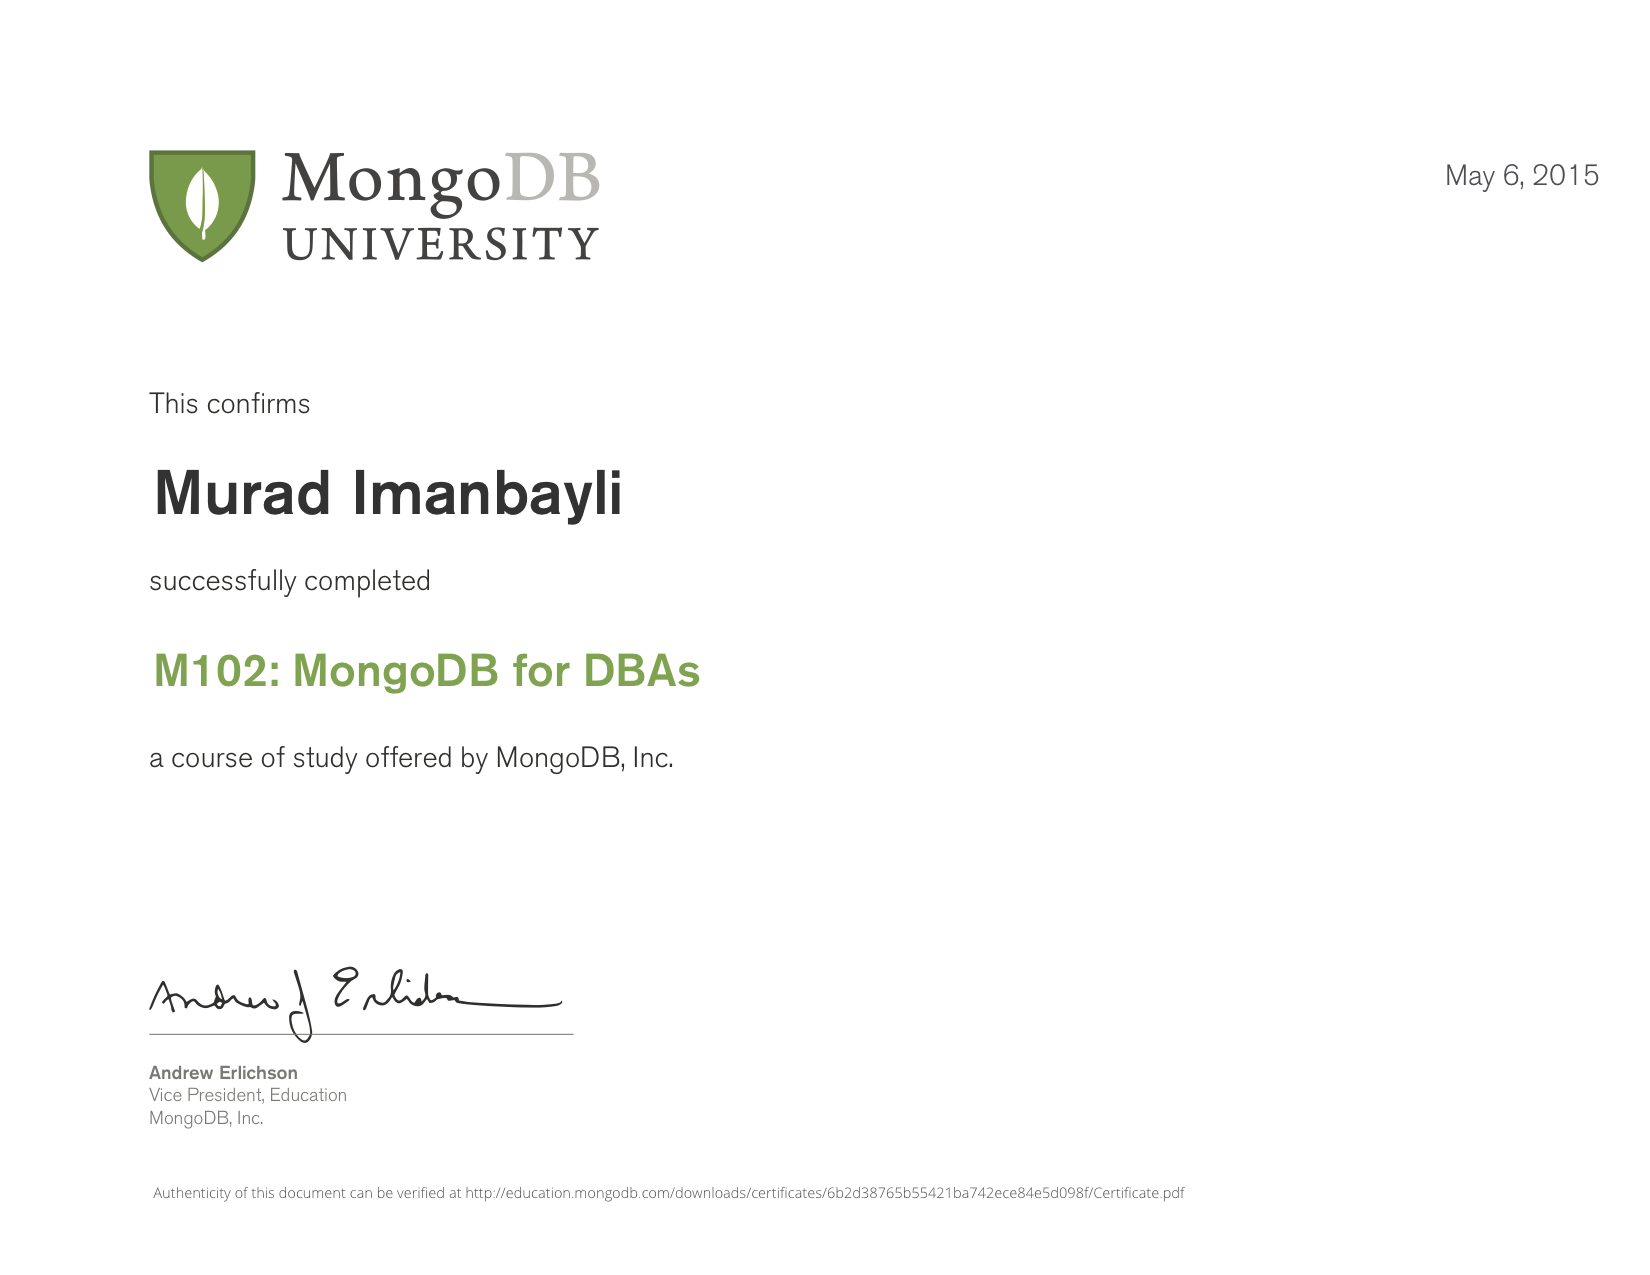 MongoDB
UNIVERSITY
May 6, 2015
This confirms
Murad Imanbayli
successfully completed
M102: MongoDB for DBAs
a course of study offered by MongoDB, Inc.
Andrew J Erlichson
Andrew Erlichson
Vice President, Education
MongoDB, Inc.
Authenticity of this document can be verified at http://education.mongodb.com/downloads/certificates/6b2d38765b55421ba742ece84e5d098f/Certificate.pdf